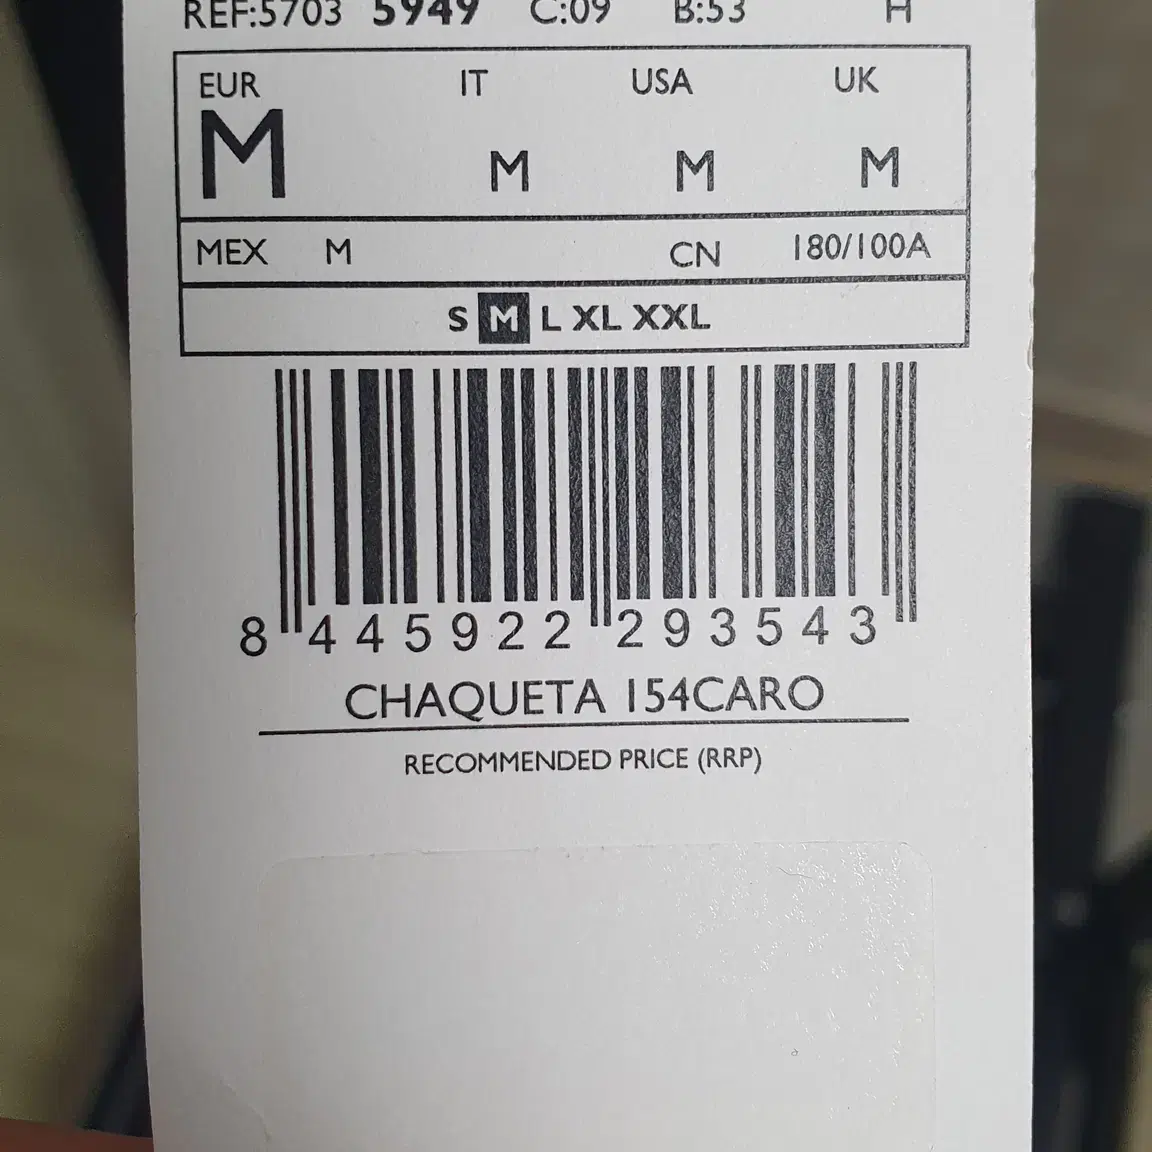 REF:5703 5949 C:09 B:53 H
EUR IT USA UK
M M M M
MEX M CN 180/100A
S M L XL XXL
8 445922 293543
CHAQUETA 154CARO
RECOMMENDED PRICE (RRP)